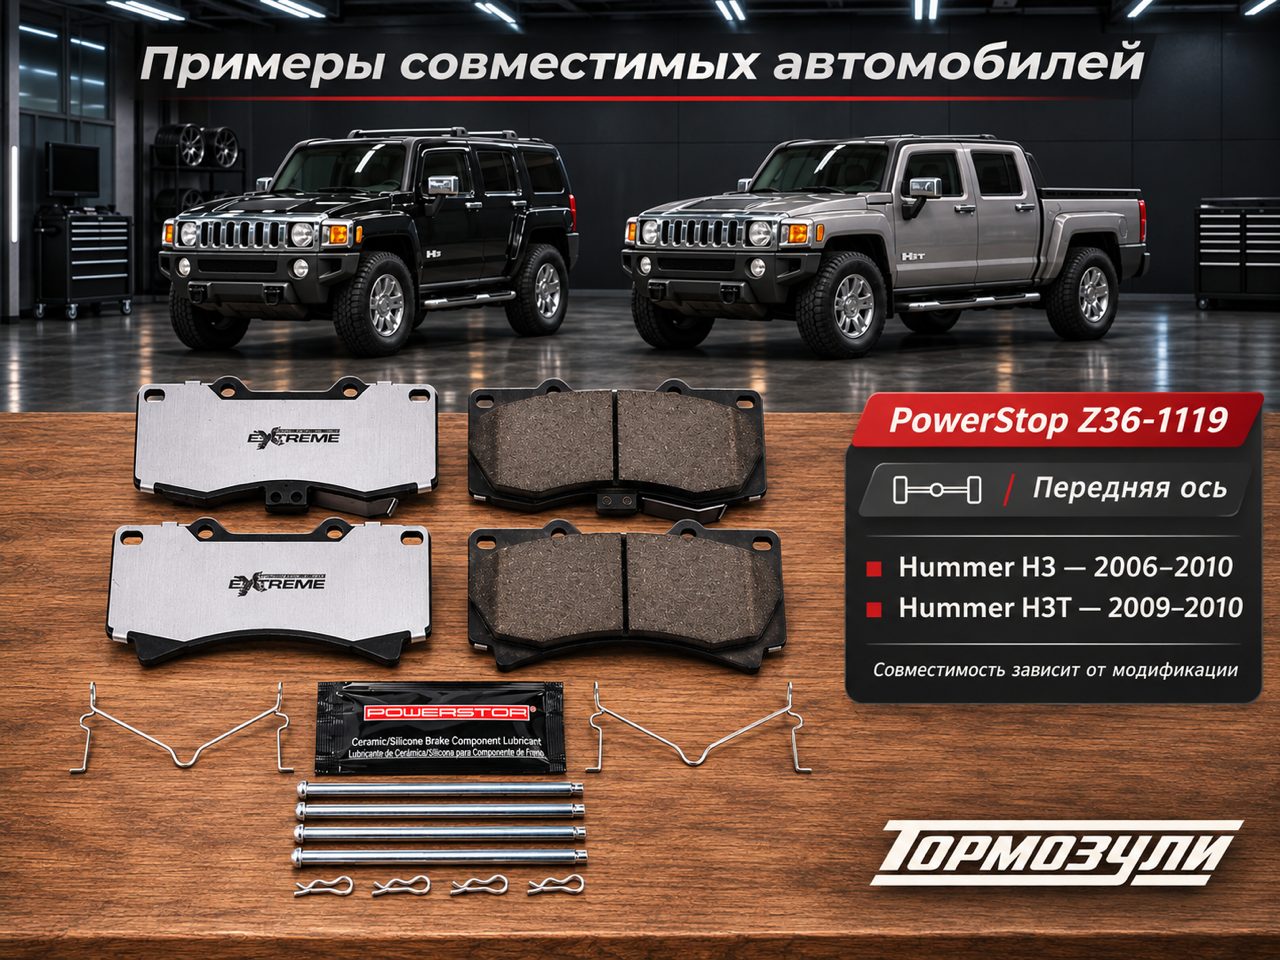 Примеры совместимых автомобилей
H3
H3T
EXTREME
EXTREME
PowerStop Z36-1119
Передняя ось
Hummer H3 — 2006–2010
Hummer H3T — 2009–2010
Совместимость зависит от модификации
POWERSTOP®
Ceramic/Silicone Brake Component Lubricant
Lubricante de Cerámica/Silicona para Componente de Freno
ТОРМОЗУЛИ